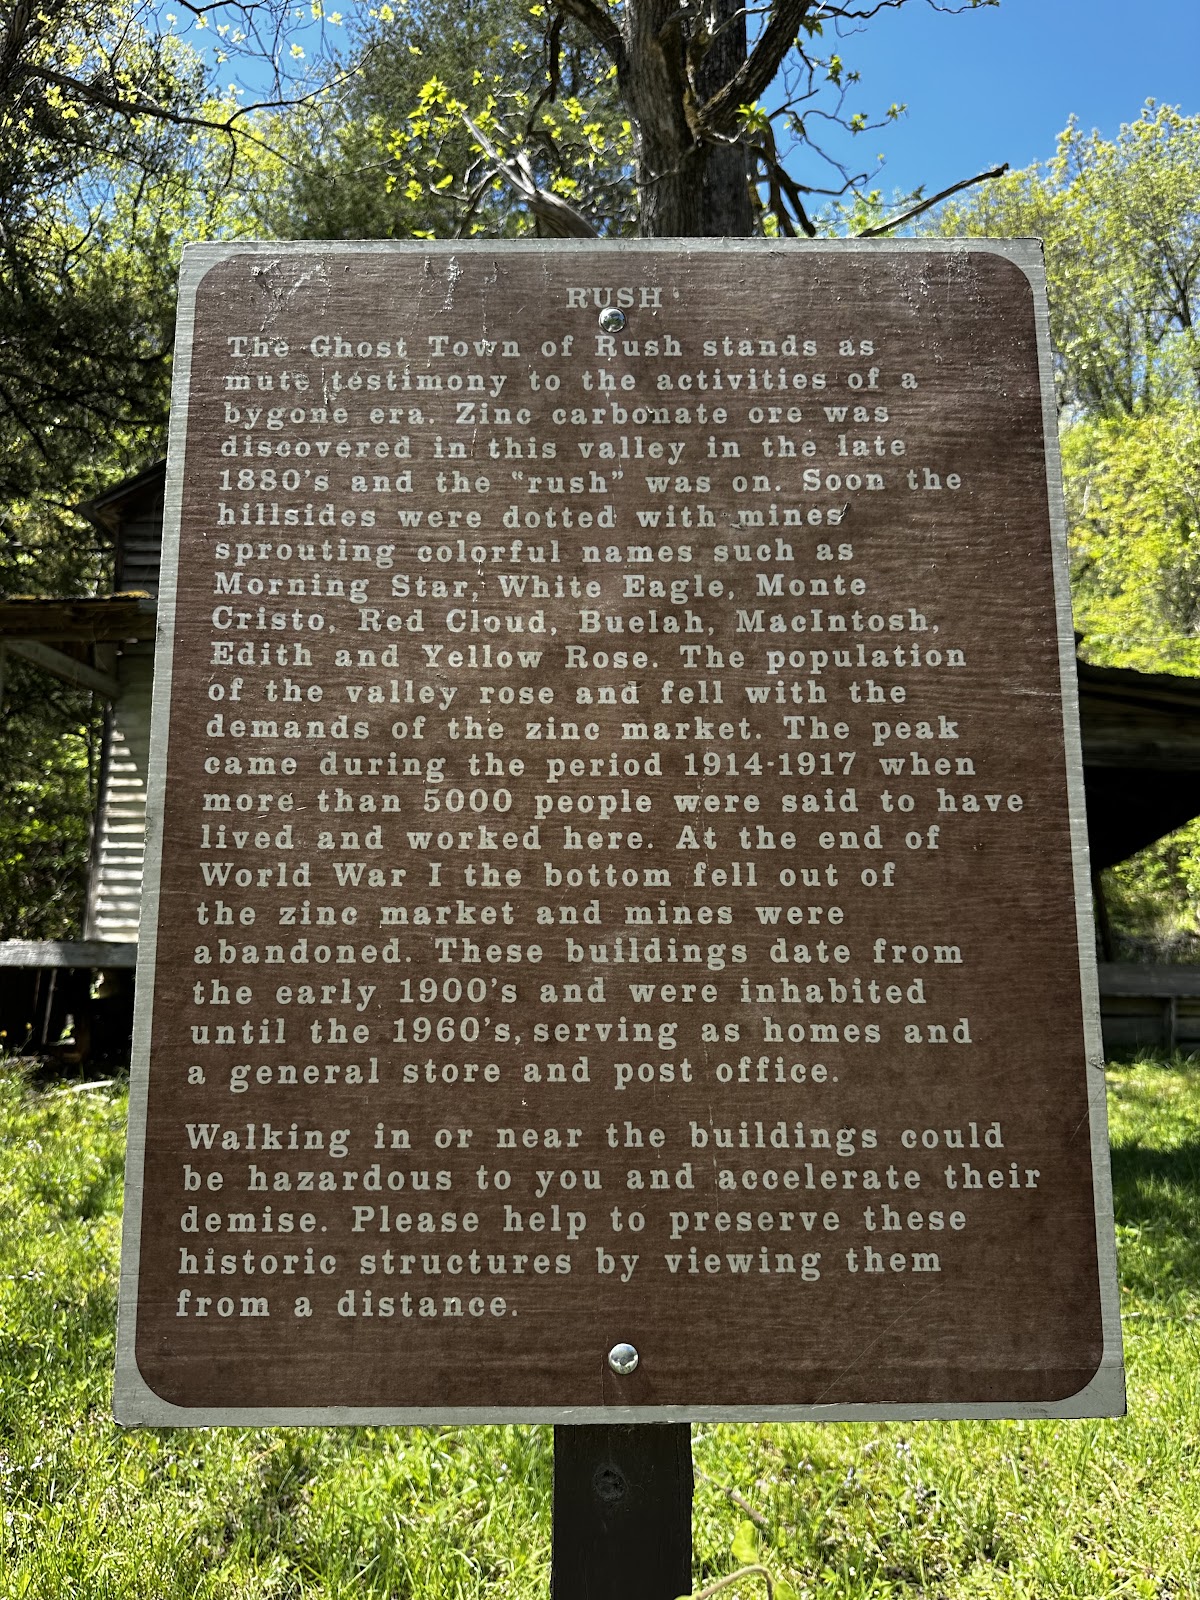 RUSH
The Ghost Town of Rush stands as
mute testimony to the activities of a
bygone era. Zinc carbonate ore was
discovered in this valley in the late
1880's and the "rush" was on. Soon the
hillsides were dotted with mines
sprouting colorful names such as
Morning Star, White Eagle, Monte
Cristo, Red Cloud, Buelah, MacIntosh,
Edith and Yellow Rose. The population
of the valley rose and fell with the
demands of the zinc market. The peak
came during the period 1914-1917 when
more than 5000 people were said to have
lived and worked here. At the end of
World War I the bottom fell out of
the zinc market and mines were
abandoned. These buildings date from
the early 1900's and were inhabited
until the 1960's, serving as homes and
a general store and post office.
Walking in or near the buildings could
be hazardous to you and accelerate their
demise. Please help to preserve these
historic structures by viewing them
from a distance.